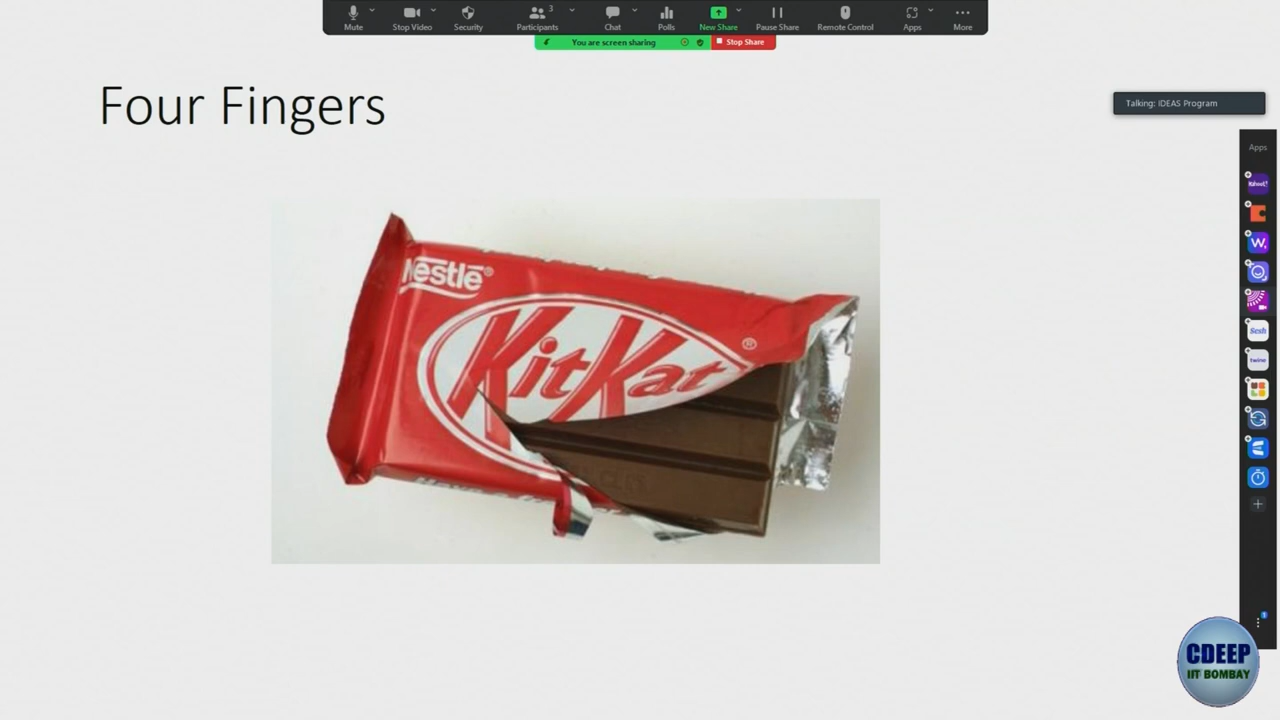 Mute
Stop Video
Security
Participants
3
Chat
Polls
New Share
Pause Share
Remote Control
Apps
More
You are screen sharing
Stop Share
Four Fingers
Talking: IDEAS Program
Apps
Nestlé®
KitKat
®
W.
Sesh
twine
CDEEP
IIT BOMBAY